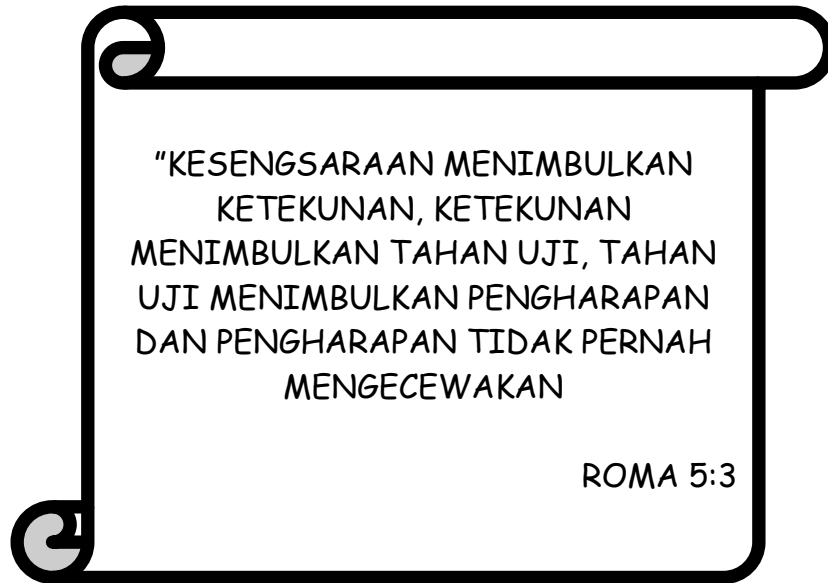 "KESENGSARAAN MENIMBULKAN
KETEKUNAN, KETEKUNAN
MENIMBULKAN TAHAN UJI, TAHAN
UJI MENIMBULKAN PENGHARAPAN
DAN PENGHARAPAN TIDAK PERNAH
MENGECEWAKAN
ROMA 5:3